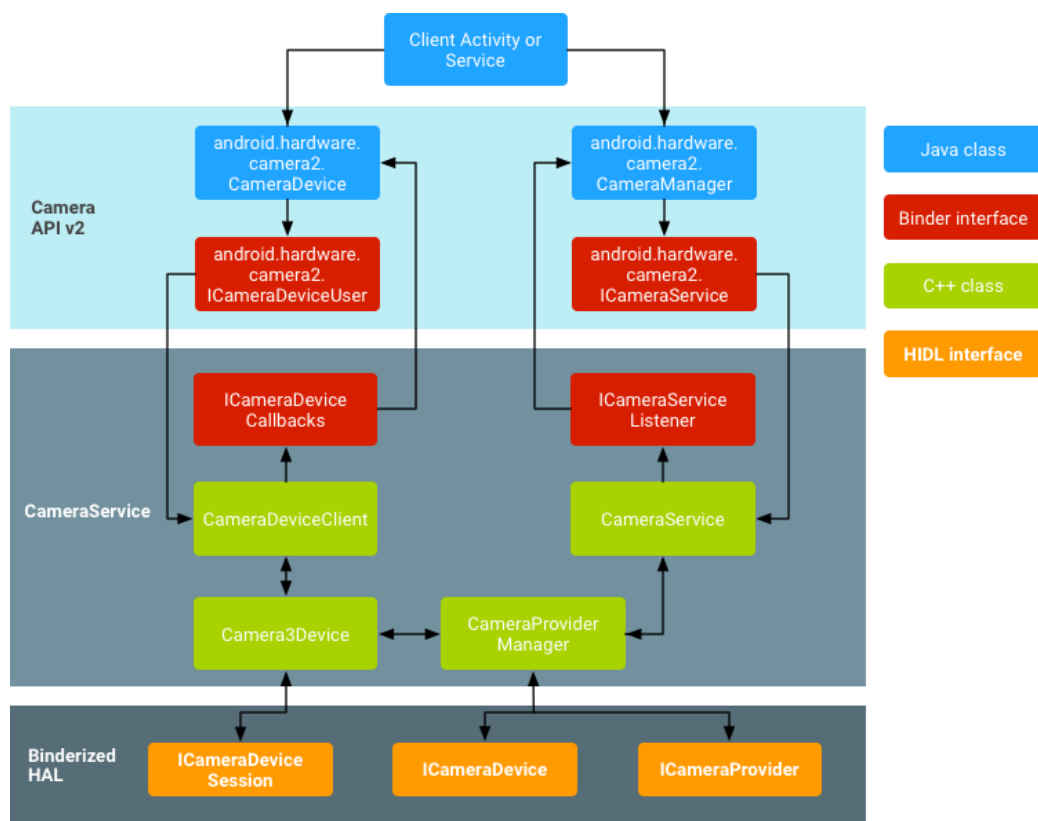 Client Activity or
Service
android.hardware.
camera2.
CameraDevice
android.hardware.
camera2.
CameraManager
Java class
Camera
API v2
Binder interface
android.hardware.
camera2.
ICameraDeviceUser
android.hardware.
camera2.
ICameraService
C++ class
HIDL interface
ICameraDevice
Callbacks
ICameraService
Listener
CameraService
CameraDeviceClient
CameraService
Camera3Device
CameraProvider
Manager
Binderized
HAL
ICameraDevice
Session
ICameraDevice
ICameraProvider